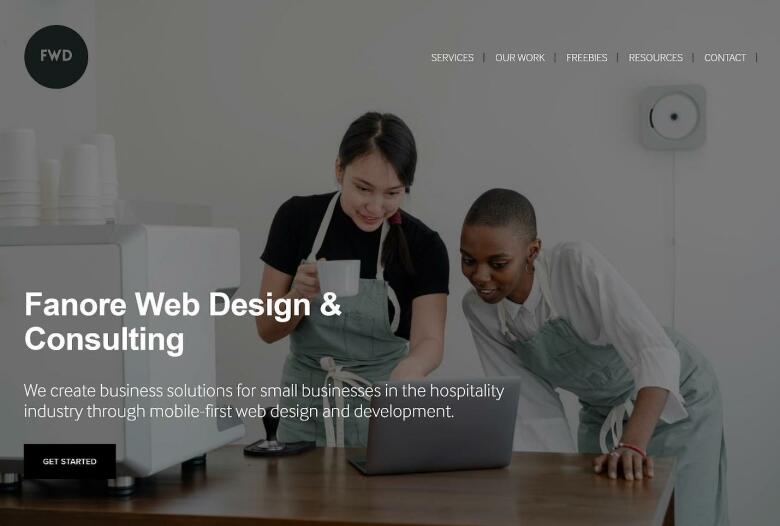 FWD
SERVICES | OUR WORK | FREEBIES | RESOURCES | CONTACT |
Fanore Web Design &
Consulting
We create business solutions for small businesses in the hospitality
industry through mobile-first web design and development.
GET STARTED